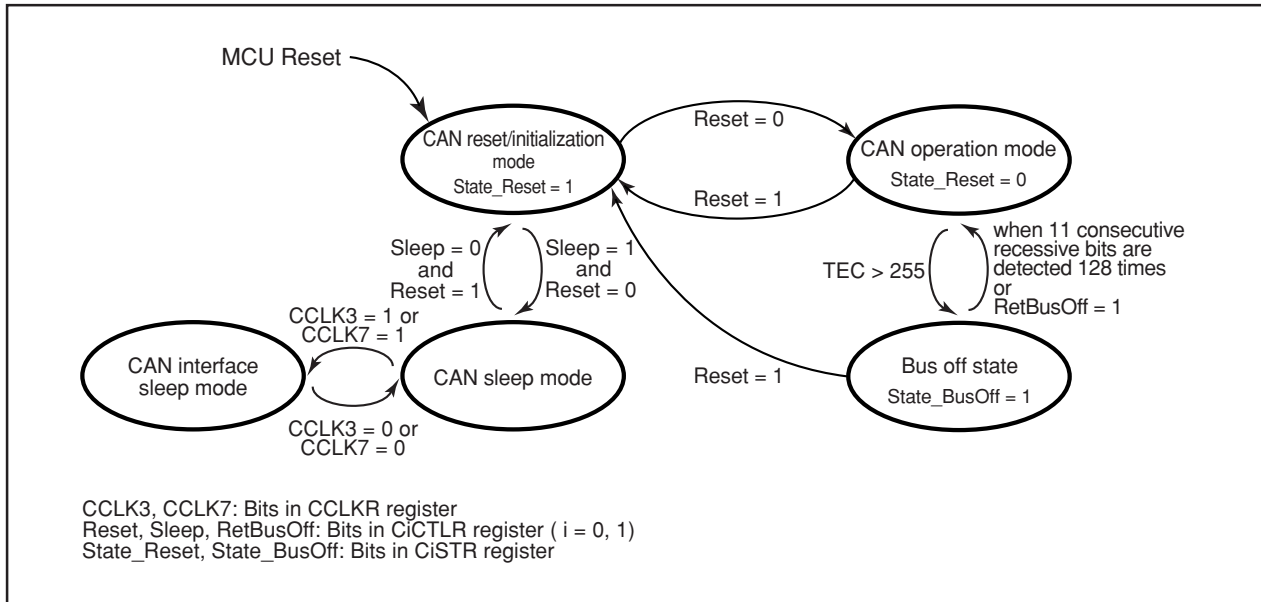 MCU Reset
CAN reset/initialization
mode
State_Reset = 1
Reset = 0
Reset = 1
CAN operation mode
State_Reset = 0
Sleep = 0
and
Reset = 1
Sleep = 1
and
Reset = 0
TEC > 255
when 11 consecutive
recessive bits are
detected 128 times
or
RetBusOff = 1
CCLK3 = 1 or
CCLK7 = 1
CAN interface
sleep mode
CAN sleep mode
CCLK3 = 0 or
CCLK7 = 0
Reset = 1
Bus off state
State_BusOff = 1
CCLK3, CCLK7: Bits in CCLKR register
Reset, Sleep, RetBusOff: Bits in CiCTLR register ( i = 0, 1)
State_Reset, State_BusOff: Bits in CiSTR register